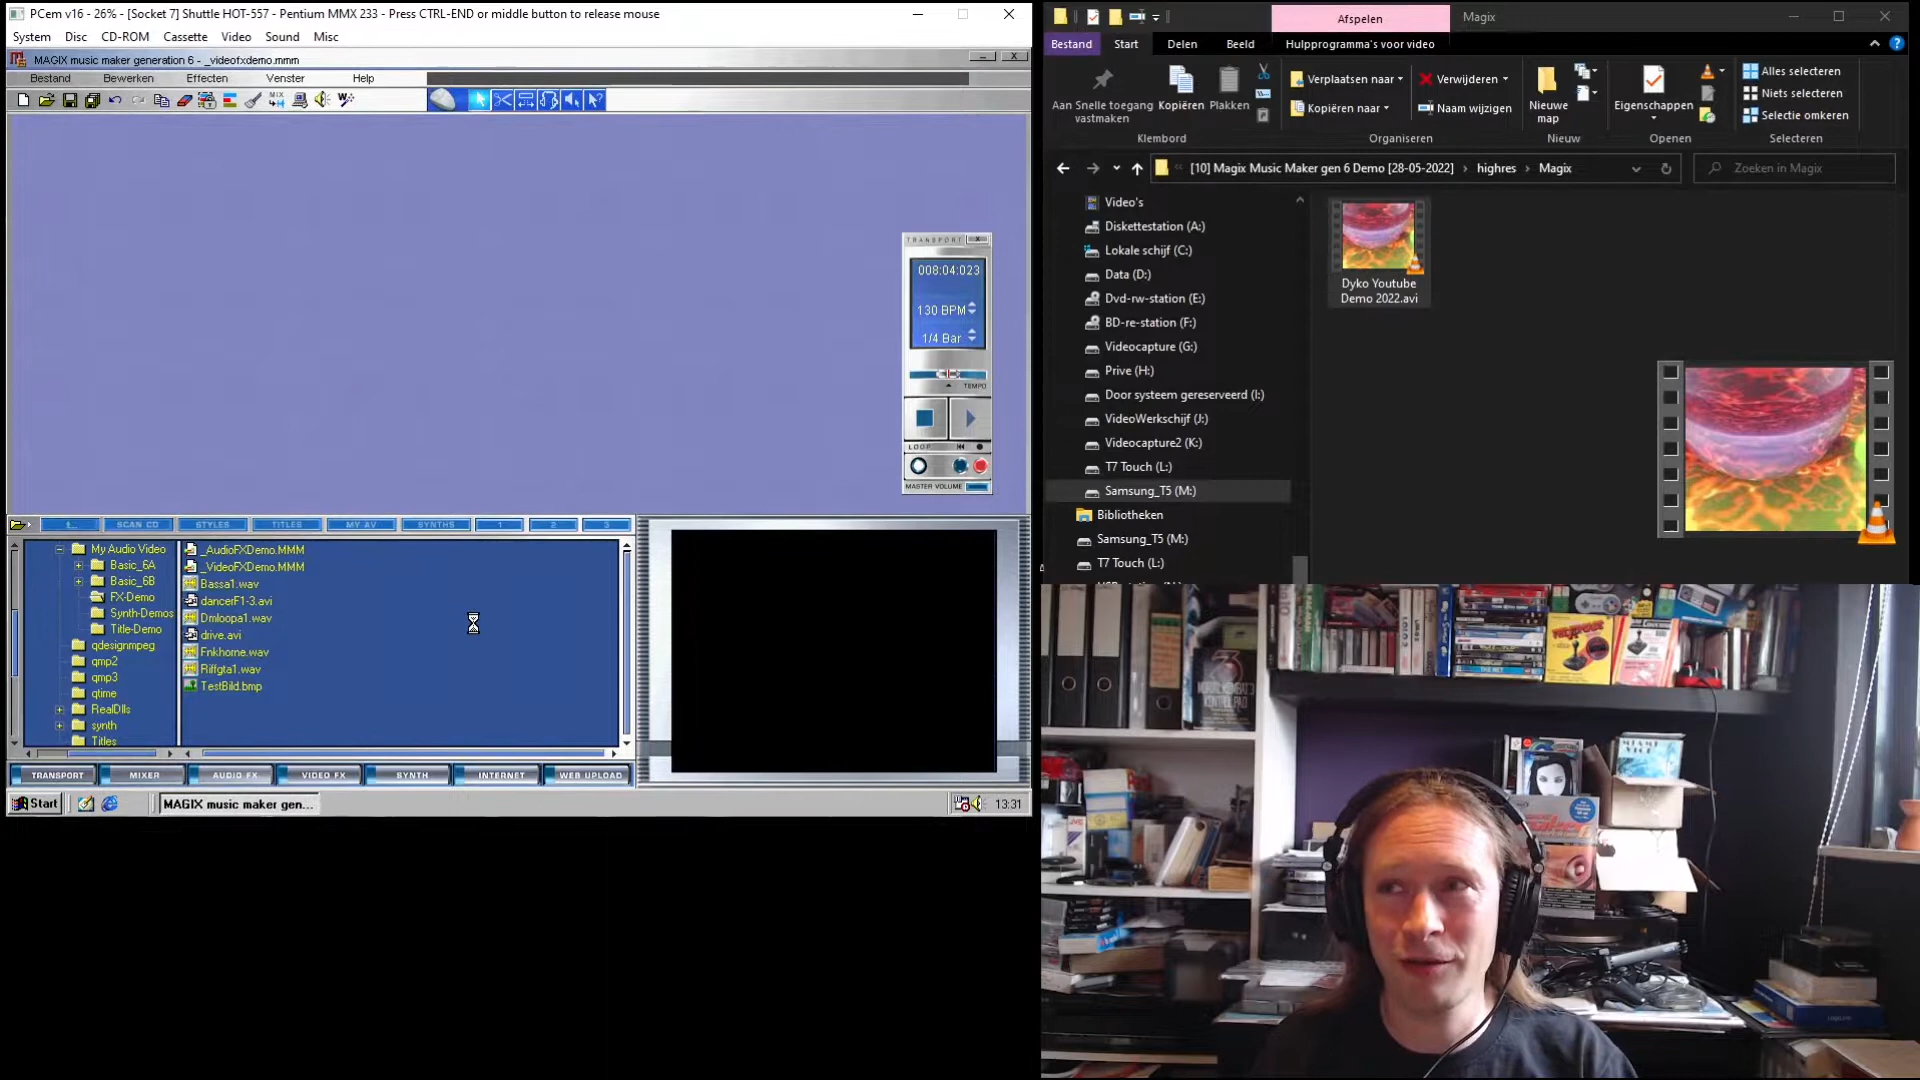 PCem v16 - 26% - [Socket 7] Shuttle HOT-557 - Pentium MMX 233 - Press CTRL-END or middle button to release mouse
System Disc CD-ROM Cassette Video Sound Misc
MAGIX music maker generation 6 - _videofxdemo.mmm
Bestand Bewerken Effecten Venster Help
TRANSPORT
008:04:023
130 BPM
1/4 Bar
TEMPO
LOOP
MASTER VOLUME
SCAN CD STYLES TITLES MY AV SYNTHS 1 2 3
My Audio Video
Basic_6A
Basic_6B
FX-Demo
Synth-Demos
Title-Demo
qdesignmpeg
qmp2
qmp3
qtime
RealDlls
synth
Titles
_AudioFXDemo.MMM
_VideoFXDemo.MMM
Bassa1.wav
dancerF1-3.avi
Dmloopa1.wav
drive.avi
Fnkhorne.wav
Riffgta1.wav
TestBild.bmp
TRANSPORT MIXER AUDIO FX VIDEO FX SYNTH INTERNET WEB UPLOAD
Start MAGIX music maker gen... 13:31
Afspelen Magix
Bestand Start Delen Beeld Hulpprogramma's voor video
Aan Snelle toegang
vastmaken
Kopiëren
Plakken
Verplaatsen naar
Kopiëren naar
Verwijderen
Naam wijzigen
Nieuwe
map
Eigenschappen
Alles selecteren
Niets selecteren
Selectie omkeren
Klembord Organiseren Nieuw Openen Selecteren
[10] Magix Music Maker gen 6 Demo [28-05-2022] highres Magix
Zoeken in Magix
Video's
Diskettestation (A:)
Lokale schijf (C:)
Data (D:)
Dvd-rw-station (E:)
BD-re-station (F:)
Videocapture (G:)
Prive (H:)
Door systeem gereserveerd (I:)
VideoWerkschijf (J:)
Videocapture2 (K:)
T7 Touch (L:)
Samsung_T5 (M:)
Bibliotheken
Samsung_T5 (M:)
T7 Touch (L:)
Dyko Youtube
Demo 2022.avi
MIAMI
VICE